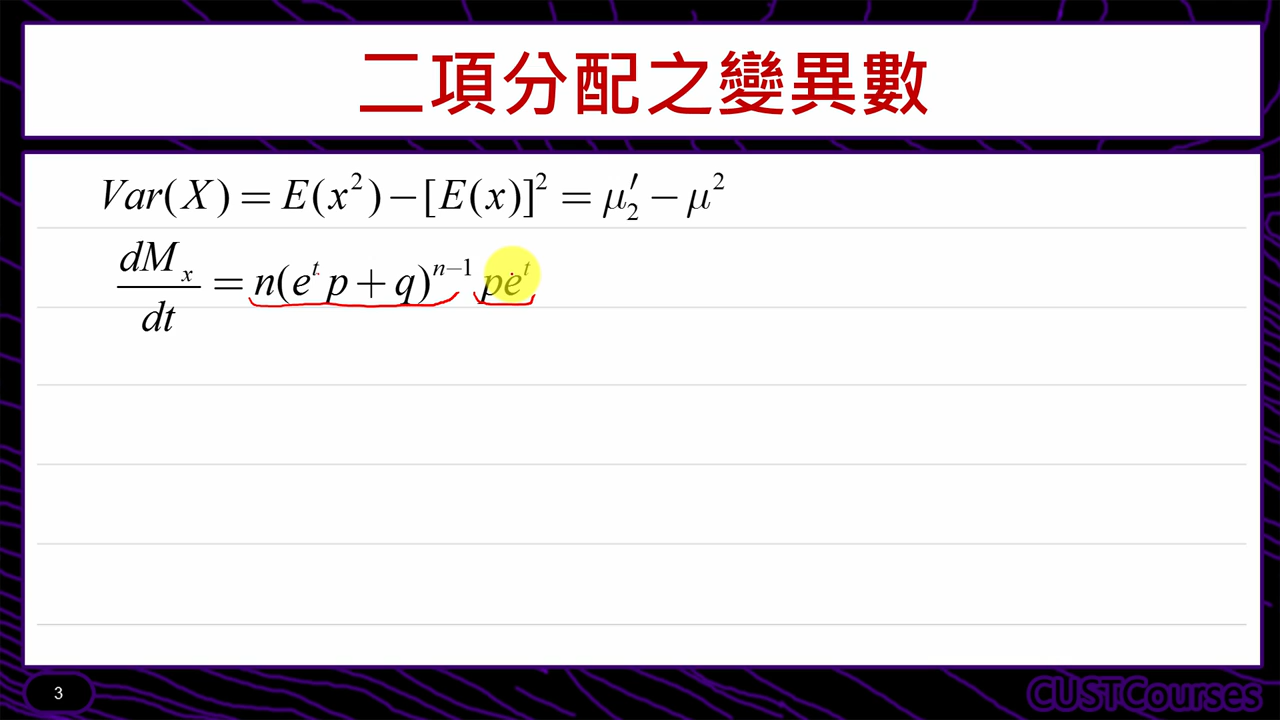 二項分配之變異數
Var(X) = E(x²) − [E(x)]² = μ₂′ − μ²
dMₓ/dt = n(eᵗp + q)ⁿ⁻¹ peᵗ
3
CUSTCourses